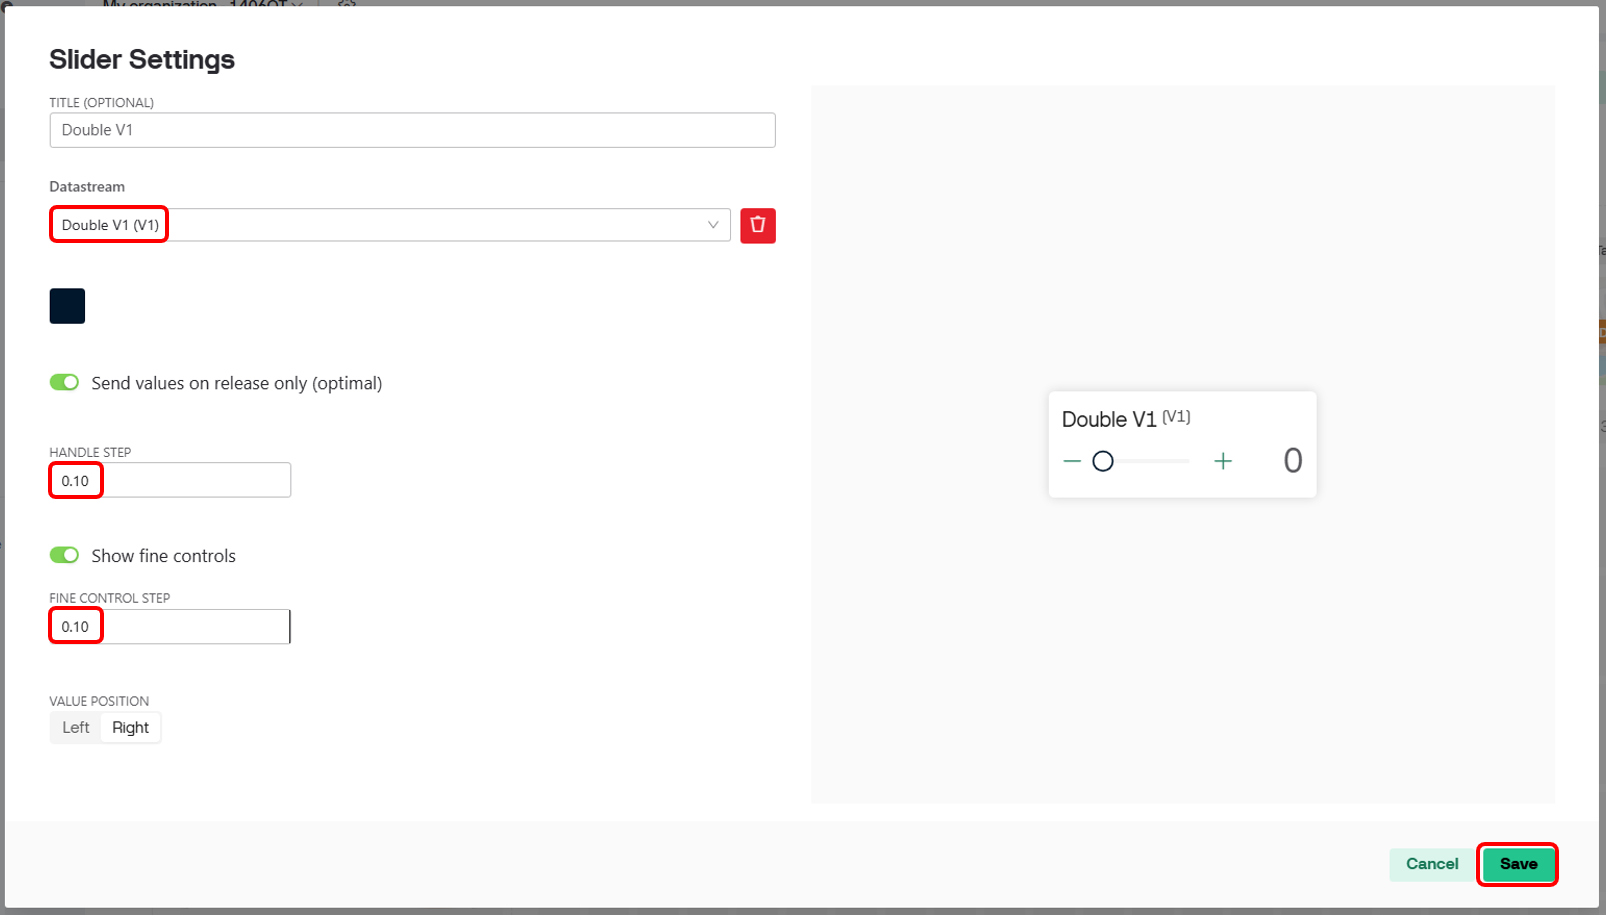 My organization - 1406OT
Slider Settings
TITLE (OPTIONAL)
Double V1
Datastream
Double V1 (V1)
Send values on release only (optimal)
HANDLE STEP
0.10
Show fine controls
FINE CONTROL STEP
0.10
VALUE POSITION
Left Right
Double V1 (V1)
0
Cancel Save